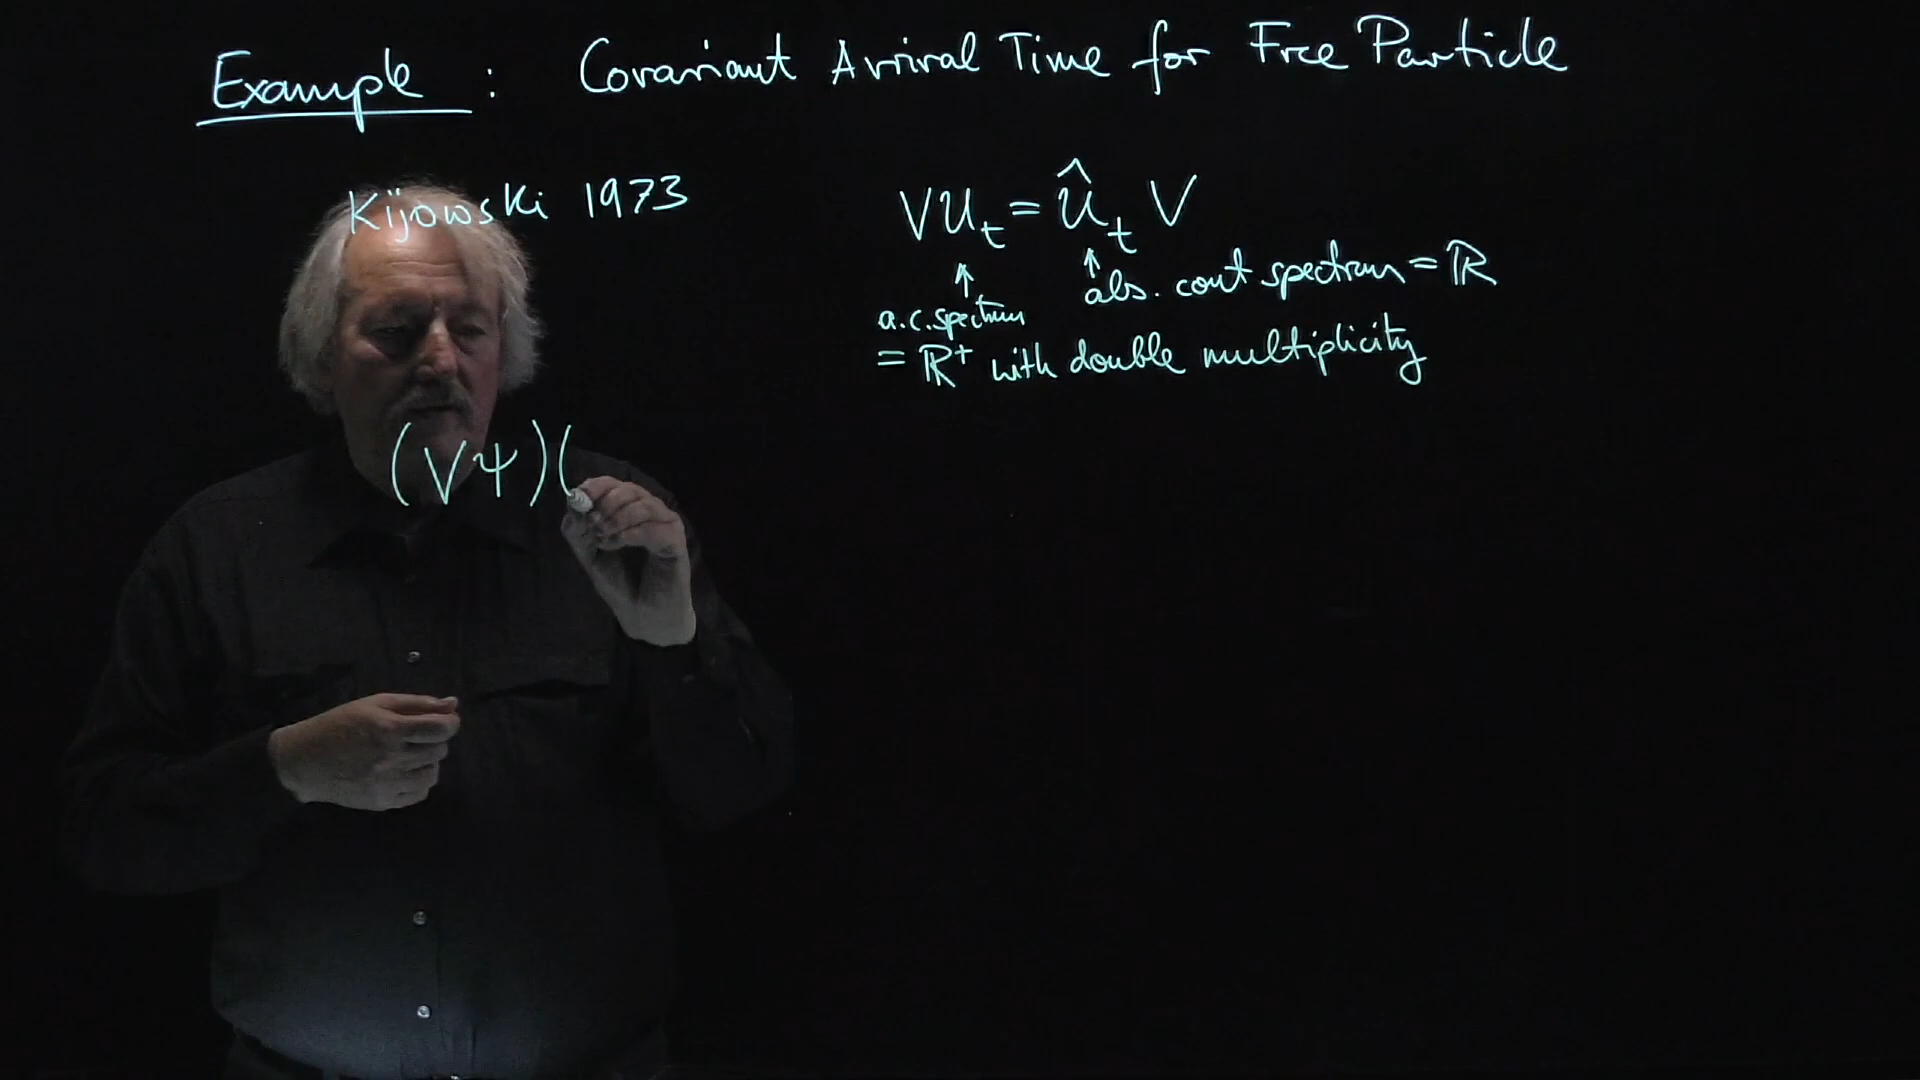 Example : Covariant Arrival Time for Free Particle
Kijowski 1973
VU_t = Û_t V
↑ ↑
abs. cont spectrum = ℝ
a.c. spectrum
= ℝ⁺ with double multiplicity
(Vψ)(